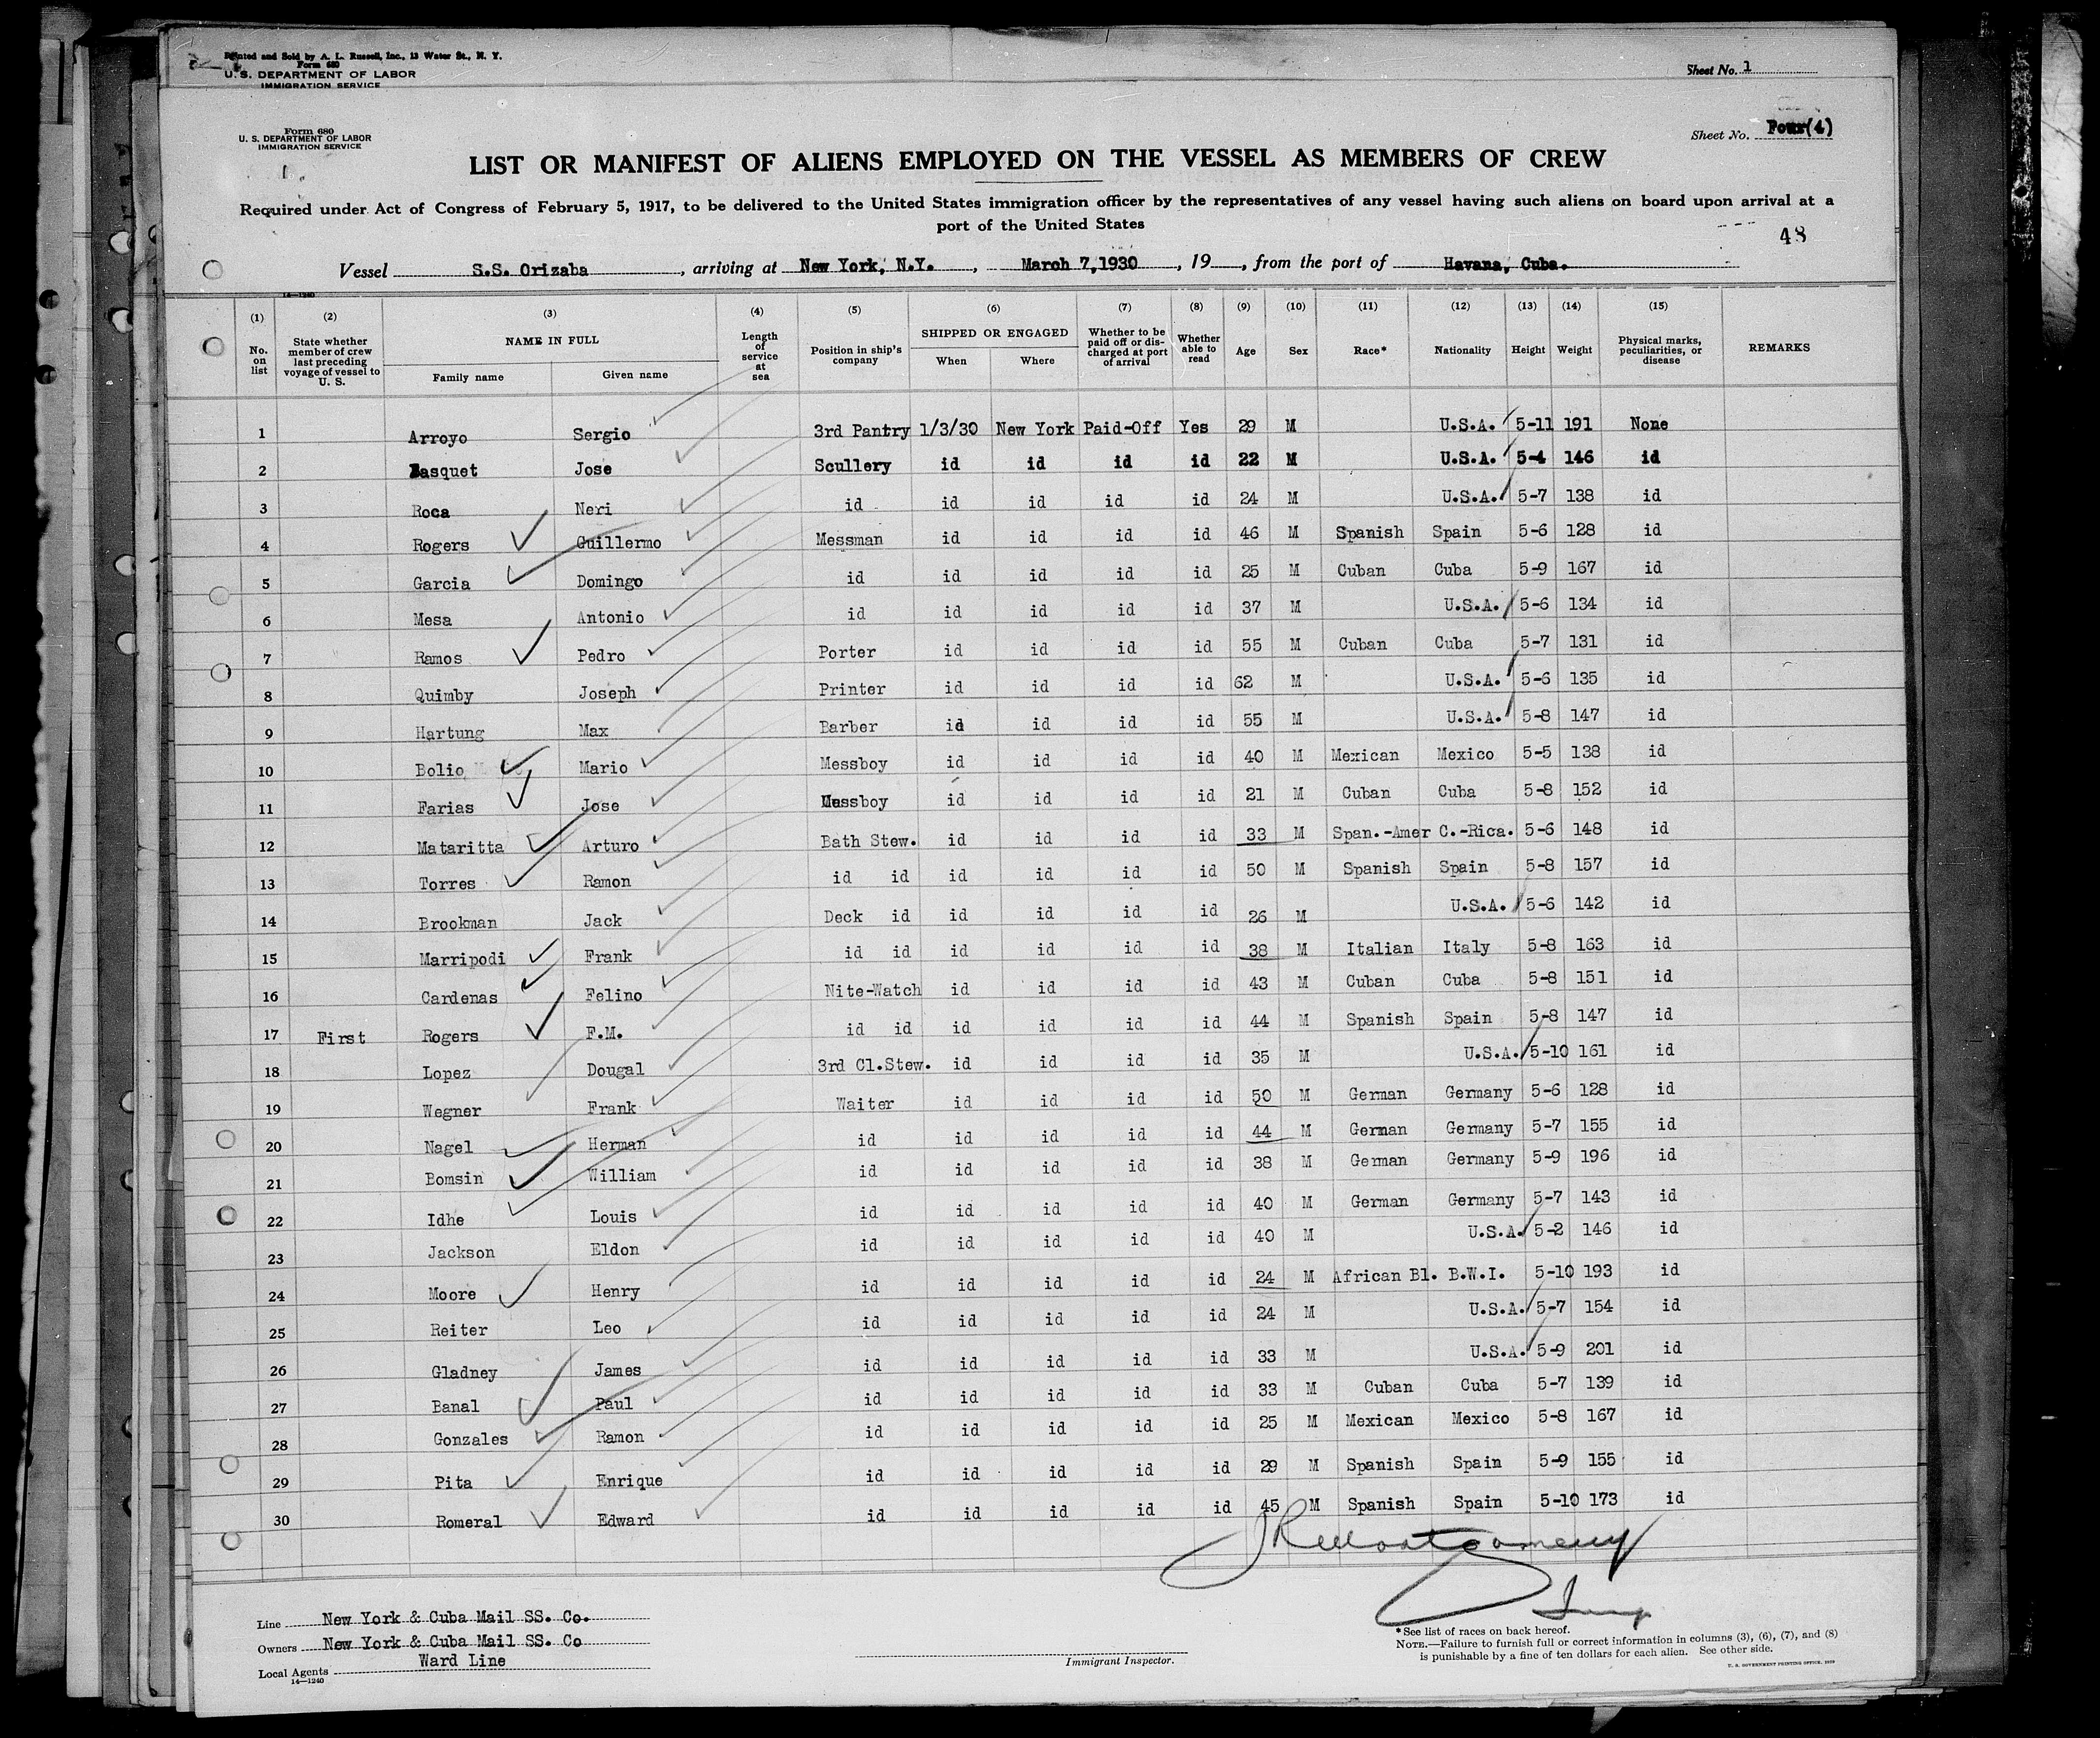 Printed and Sold by A. L. Russell, Inc., 13 Water St., N. Y.
Form 680
U. S. DEPARTMENT OF LABOR
IMMIGRATION SERVICE
Sheet No. 1
Form 680
U. S. DEPARTMENT OF LABOR
IMMIGRATION SERVICE
Sheet No. Four(4)
LIST OR MANIFEST OF ALIENS EMPLOYED ON THE VESSEL AS MEMBERS OF CREW
Required under Act of Congress of February 5, 1917, to be delivered to the United States immigration officer by the representatives of any vessel having such aliens on board upon arrival at a
port of the United States
48
Vessel S.S. Orizaba, arriving at New York, N.Y., March 7,1930, 19, from the port of Havana, Cuba.
14—1240
(1) (2) (3) (4) (5) (6) (7) (8) (9) (10) (11) (12) (13) (14) (15)
No. on list State whether member of crew last preceding voyage of vessel to U. S. NAME IN FULL Family name Given name Length of service at sea Position in ship's company SHIPPED OR ENGAGED When Where Whether to be paid off or discharged at port of arrival Whether able to read Age Sex Race* Nationality Height Weight Physical marks, peculiarities, or disease REMARKS
1 Arroyo Sergio 3rd Pantry 1/3/30 New York Paid-Off Yes 29 M U.S.A. 5-11 191 None
2 Basquet Jose Scullery id id id id 22 M U.S.A. 5-4 146 id
3 Roca Neri id id id id id 24 M U.S.A. 5-7 138 id
4 Rogers Guillermo Messman id id id id 46 M Spanish Spain 5-6 128 id
5 Garcia Domingo id id id id id 25 M Cuban Cuba 5-9 167 id
6 Mesa Antonio id id id id id 37 M U.S.A. 5-6 134 id
7 Ramos Pedro Porter id id id id 55 M Cuban Cuba 5-7 131 id
8 Quimby Joseph Printer id id id id 62 M U.S.A. 5-6 135 id
9 Hartung Max Barber id id id id 55 M U.S.A. 5-8 147 id
10 Bolio Mario Messboy id id id id 40 M Mexican Mexico 5-5 138 id
11 Farias Jose Messboy id id id id 21 M Cuban Cuba 5-8 152 id
12 Mataritta Arturo Bath Stew. id id id id 33 M Span.-Amer C.-Rica. 5-6 148 id
13 Torres Ramon id id id id id id 50 M Spanish Spain 5-8 157 id
14 Brookman Jack Deck id id id id id 26 M U.S.A. 5-6 142 id
15 Marripodi Frank id id id id id id 38 M Italian Italy 5-8 163 id
16 Cardenas Felino Nite-Watch id id id id 43 M Cuban Cuba 5-8 151 id
17 First Rogers F.M. id id id id id id 44 M Spanish Spain 5-8 147 id
18 Lopez Dougal 3rd Cl.Stew. id id id id 35 M U.S.A. 5-10 161 id
19 Wegner Frank Waiter id id id id 50 M German Germany 5-6 128 id
20 Nagel Herman id id id id id 44 M German Germany 5-7 155 id
21 Bomsin William id id id id id 38 M German Germany 5-9 196 id
22 Idhe Louis id id id id id 40 M German Germany 5-7 143 id
23 Jackson Eldon id id id id id 40 M U.S.A. 5-2 146 id
24 Moore Henry id id id id id 24 M African Bl. B.W.I. 5-10 193 id
25 Reiter Leo id id id id id 24 M U.S.A. 5-7 154 id
26 Gladney James id id id id id 33 M U.S.A. 5-9 201 id
27 Banal Paul id id id id id 33 M Cuban Cuba 5-7 139 id
28 Gonzales Ramon id id id id id 25 M Mexican Mexico 5-8 167 id
29 Pita Enrique id id id id id 29 M Spanish Spain 5-9 155 id
30 Romeral Edward id id id id id 45 M Spanish Spain 5-10 173 id
JR Montgomery
Line New York & Cuba Mail SS. Co.
Owners New York & Cuba Mail SS. Co
Local Agents Ward Line
14—1240
Immigrant Inspector.
*See list of races on back hereof.
NOTE.—Failure to furnish full or correct information in columns (3), (6), (7), and (8)
is punishable by a fine of ten dollars for each alien. See other side.
U. S. GOVERNMENT PRINTING OFFICE, 1929